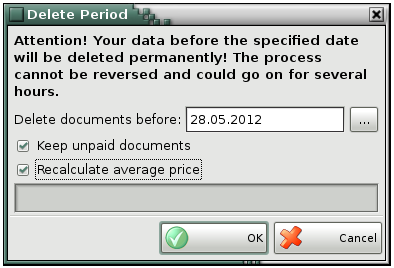 Delete Period
Attention! Your data before the specified date
will be deleted permanently! The process
cannot be reversed and could go on for several
hours.
Delete documents before: 28.05.2012 ...
Keep unpaid documents
Recalculate average price
OK Cancel